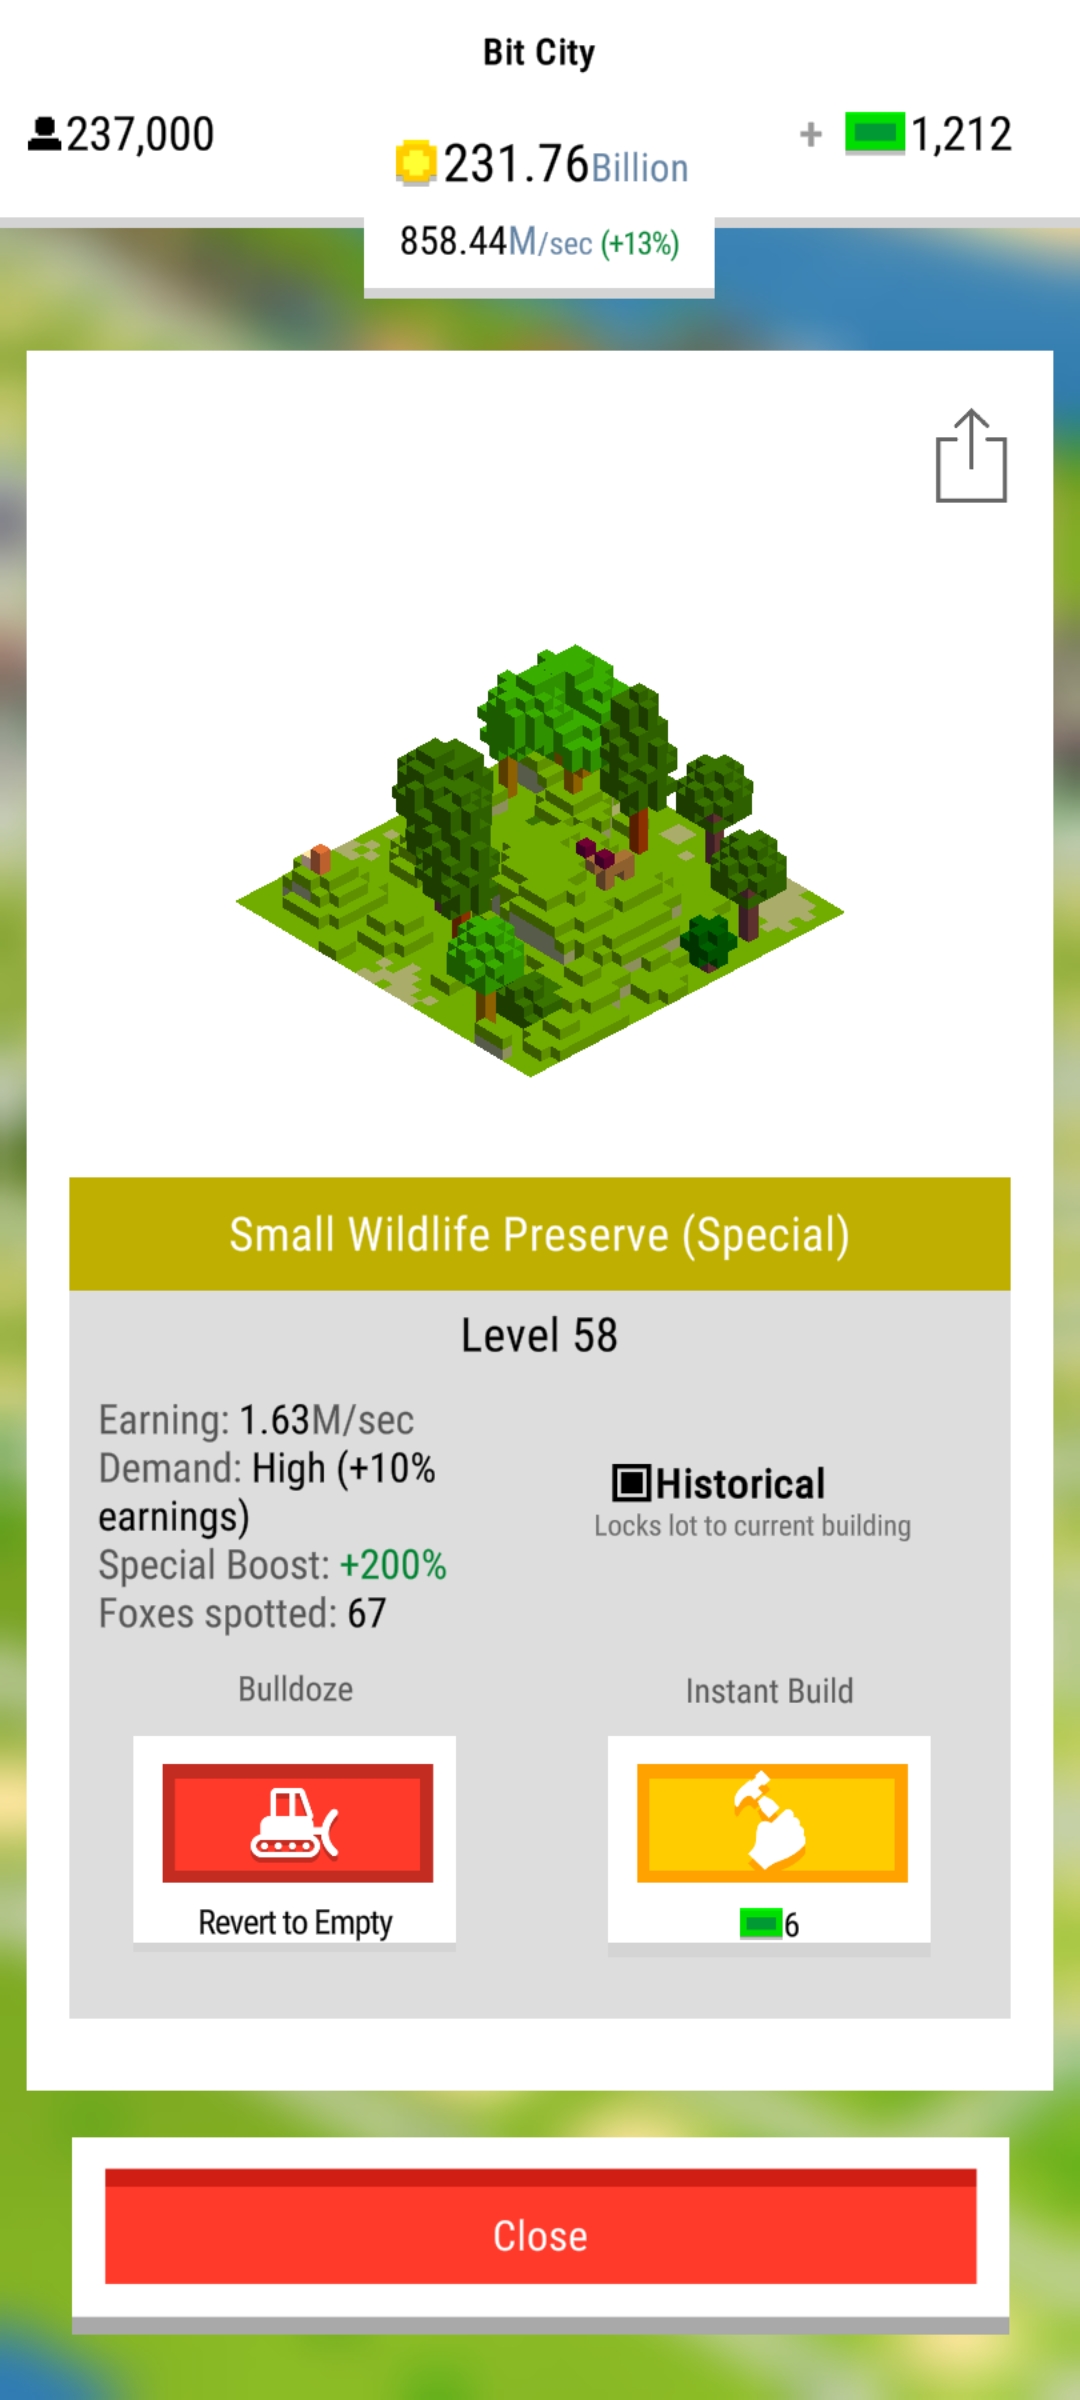 Bit City
237,000
231.76Billion
+ 1,212
858.44M/sec (+13%)
Small Wildlife Preserve (Special)
Level 58
Earning: 1.63M/sec
Demand: High (+10%
earnings)
Special Boost: +200%
Foxes spotted: 67
Historical
Locks lot to current building
Bulldoze
Revert to Empty
Instant Build
6
Close